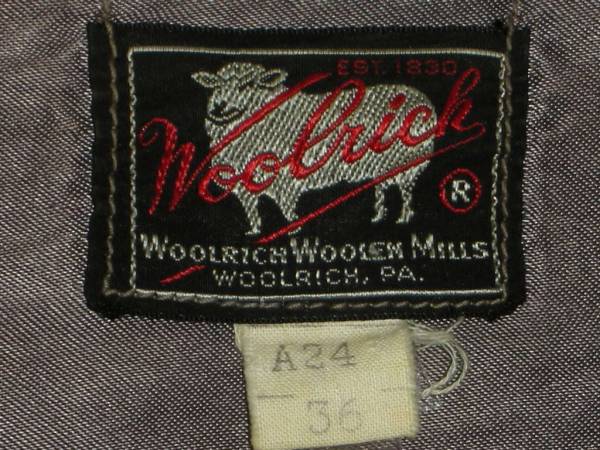 EST. 1830
Woolrich
®
WOOLRICH WOOLEN MILLS
WOOLRICH, PA.
A24
36